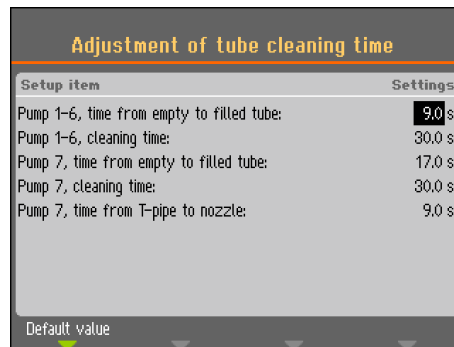 Adjustment of tube cleaning time
Setup item Settings
Pump 1-6, time from empty to filled tube: 9.0 s
Pump 1-6, cleaning time: 30.0 s
Pump 7, time from empty to filled tube: 17.0 s
Pump 7, cleaning time: 30.0 s
Pump 7, time from T-pipe to nozzle: 9.0 s
Default value